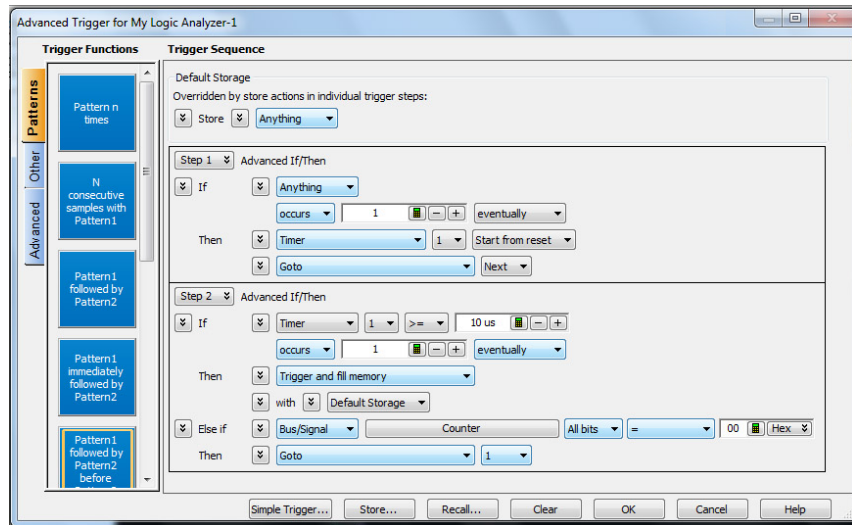 Advanced Trigger for My Logic Analyzer-1
Trigger Functions
Trigger Sequence
Patterns
Other
Advanced
Pattern n
times
N
consecutive
samples with
Pattern1
Pattern1
followed by
Pattern2
Pattern1
immediately
followed by
Pattern2
Pattern1
followed by
Pattern2
before
Default Storage
Overridden by store actions in individual trigger steps:
Store Anything
Step 1 Advanced If/Then
If Anything
occurs 1 eventually
Then Timer 1 Start from reset
Goto Next
Step 2 Advanced If/Then
If Timer 1 >= 10 us
occurs 1 eventually
Then Trigger and fill memory
with Default Storage
Else if Bus/Signal Counter All bits = 00 Hex
Then Goto 1
Simple Trigger... Store... Recall... Clear OK Cancel Help